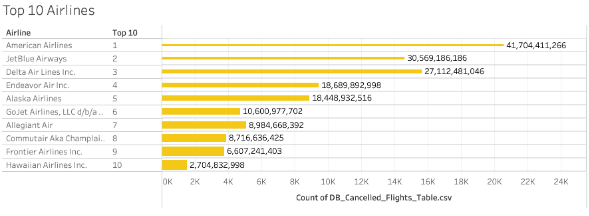 Top 10 Airlines
Airline Top 10
American Airlines 1 41,704,411,266
JetBlue Airways 2 30,569,186,186
Delta Air Lines Inc. 3 27,112,481,046
Endeavor Air Inc. 4 18,689,892,998
Alaska Airlines 5 18,448,932,516
GoJet Airlines, LLC d/b/a .. 6 10,600,977,702
Allegiant Air 7 8,984,668,392
Commutair Aka Champlai.. 8 8,716,636,425
Frontier Airlines Inc. 9 6,607,241,403
Hawaiian Airlines Inc. 10 2,704,832,998
0K 2K 4K 6K 8K 10K 12K 14K 16K 18K 20K 22K 24K
Count of DB_Cancelled_Flights_Table.csv